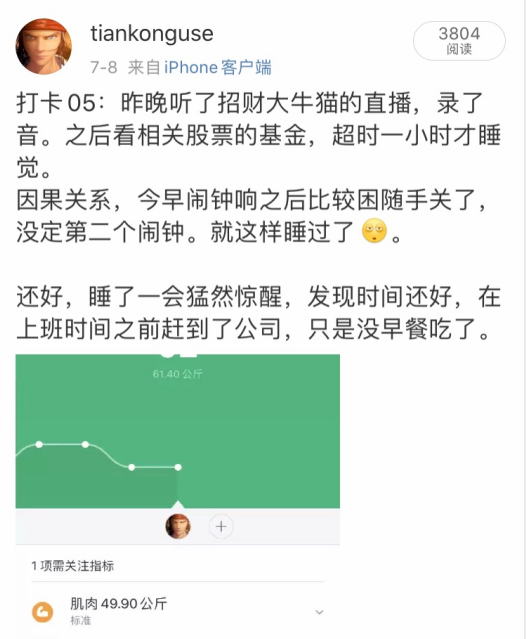 tiankonguse
3804
阅读
7-8 来自 iPhone客户端
打卡05：昨晚听了招财大牛猫的直播，录了
音。之后看相关股票的基金，超时一小时才睡
觉。
因果关系，今早闹钟响之后比较困随手关了，
没定第二个闹钟。就这样睡过了🙄。
还好，睡了一会猛然惊醒，发现时间还好，在
上班时间之前赶到了公司，只是没早餐吃了。
61.40 公斤
1 项需关注指标
肌肉 49.90 公斤
标准